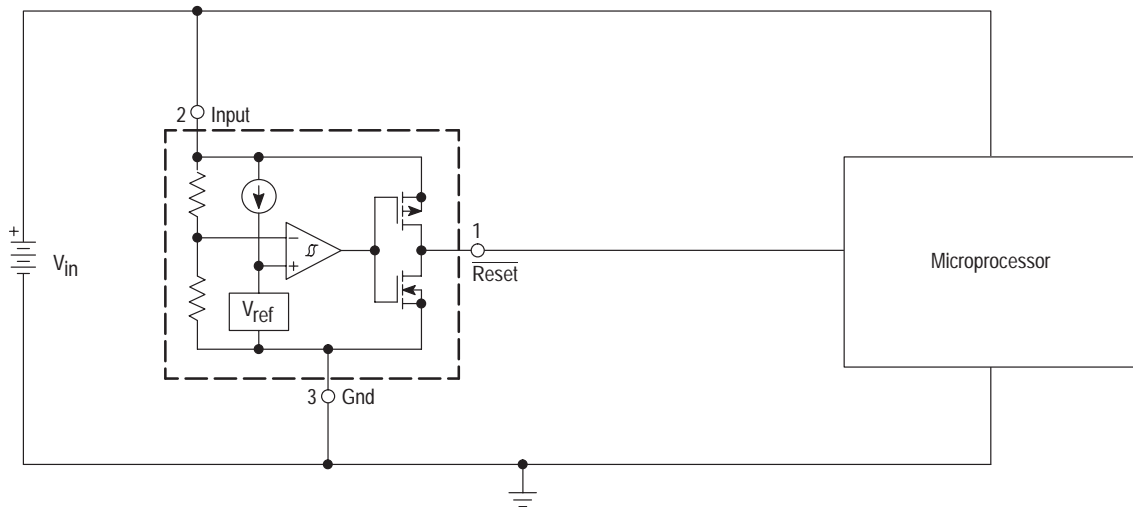 2 Input
+
V_in
−
+
V_ref
1
Reset
Microprocessor
3 Gnd